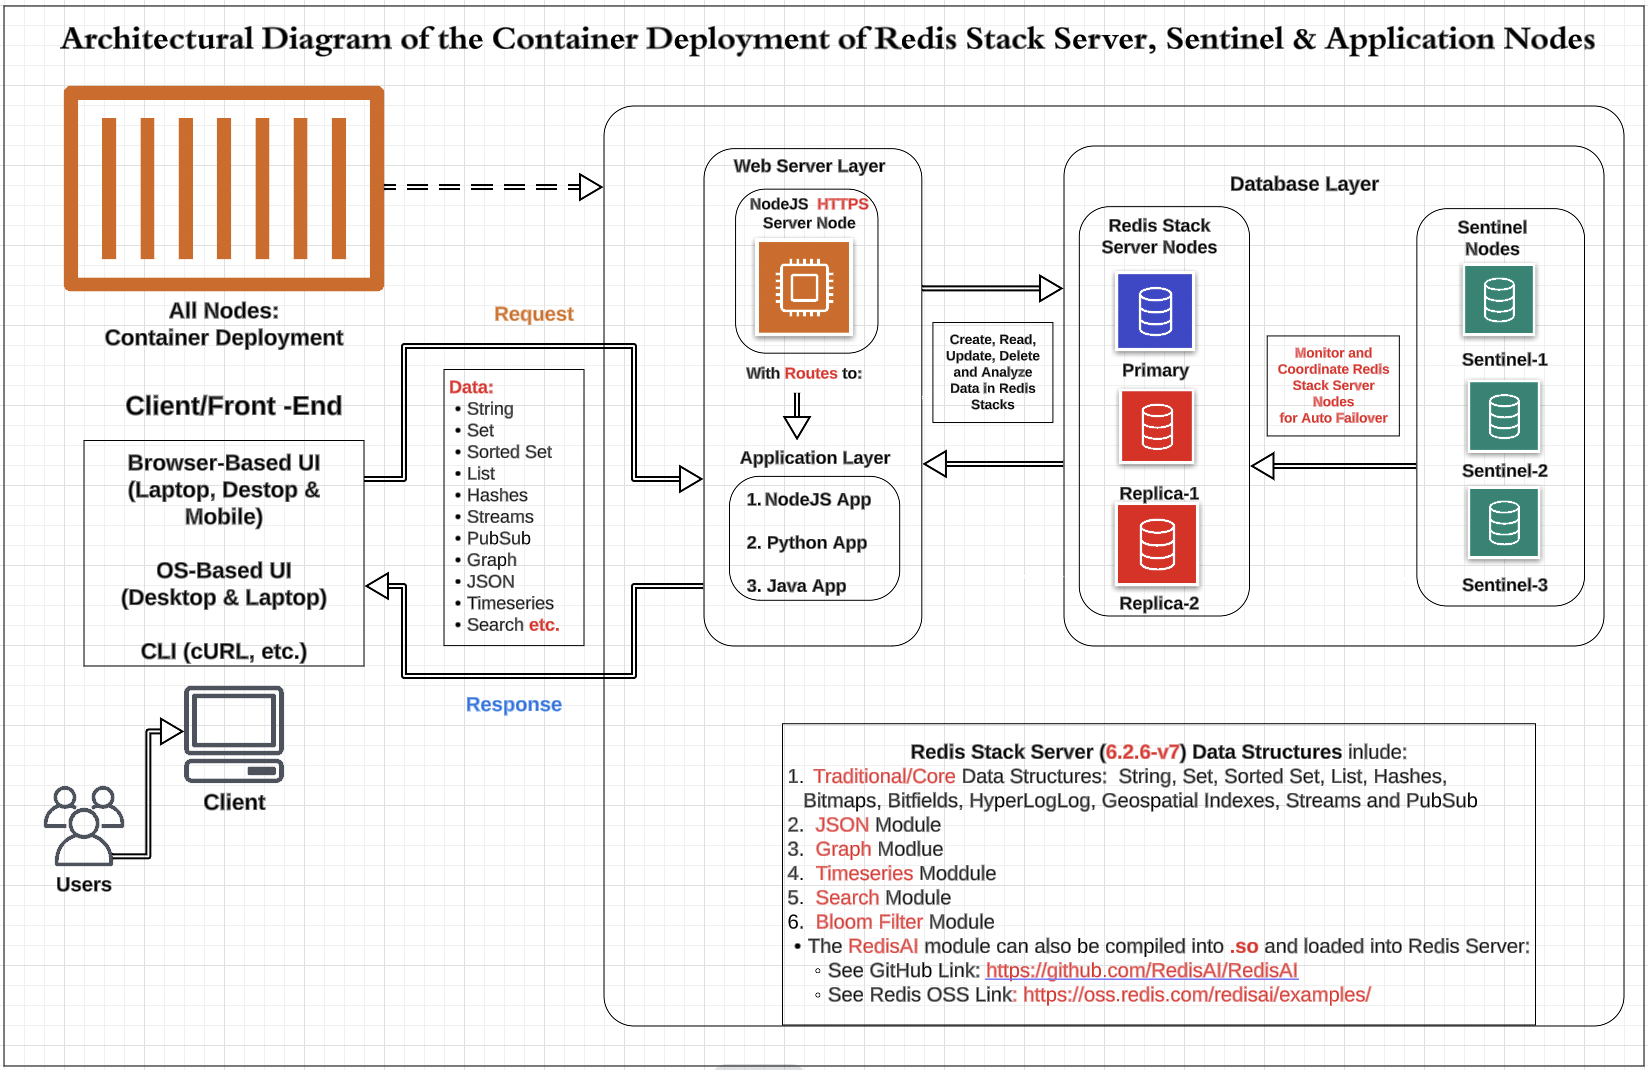 Architectural Diagram of the Container Deployment of Redis Stack Server, Sentinel & Application Nodes
All Nodes:
Container Deployment
Client/Front -End
Browser-Based UI
(Laptop, Destop &
Mobile)
OS-Based UI
(Desktop & Laptop)
CLI (cURL, etc.)
Client
Users
Request
Data:
• String
• Set
• Sorted Set
• List
• Hashes
• Streams
• PubSub
• Graph
• JSON
• Timeseries
• Search etc.
Response
Web Server Layer
NodeJS HTTPS
Server Node
With Routes to:
Application Layer
1. NodeJS App
2. Python App
3. Java App
Create, Read,
Update, Delete
and Analyze
Data in Redis
Stacks
Database Layer
Redis Stack
Server Nodes
Primary
Replica-1
Replica-2
Monitor and
Coordinate Redis
Stack Server
Nodes
for Auto Failover
Sentinel
Nodes
Sentinel-1
Sentinel-2
Sentinel-3
Redis Stack Server (6.2.6-v7) Data Structures inlude:
1. Traditional/Core Data Structures: String, Set, Sorted Set, List, Hashes,
Bitmaps, Bitfields, HyperLogLog, Geospatial Indexes, Streams and PubSub
2. JSON Module
3. Graph Modlue
4. Timeseries Moddule
5. Search Module
6. Bloom Filter Module
• The RedisAI module can also be compiled into .so and loaded into Redis Server:
◦ See GitHub Link: https://github.com/RedisAI/RedisAI
◦ See Redis OSS Link: https://oss.redis.com/redisai/examples/